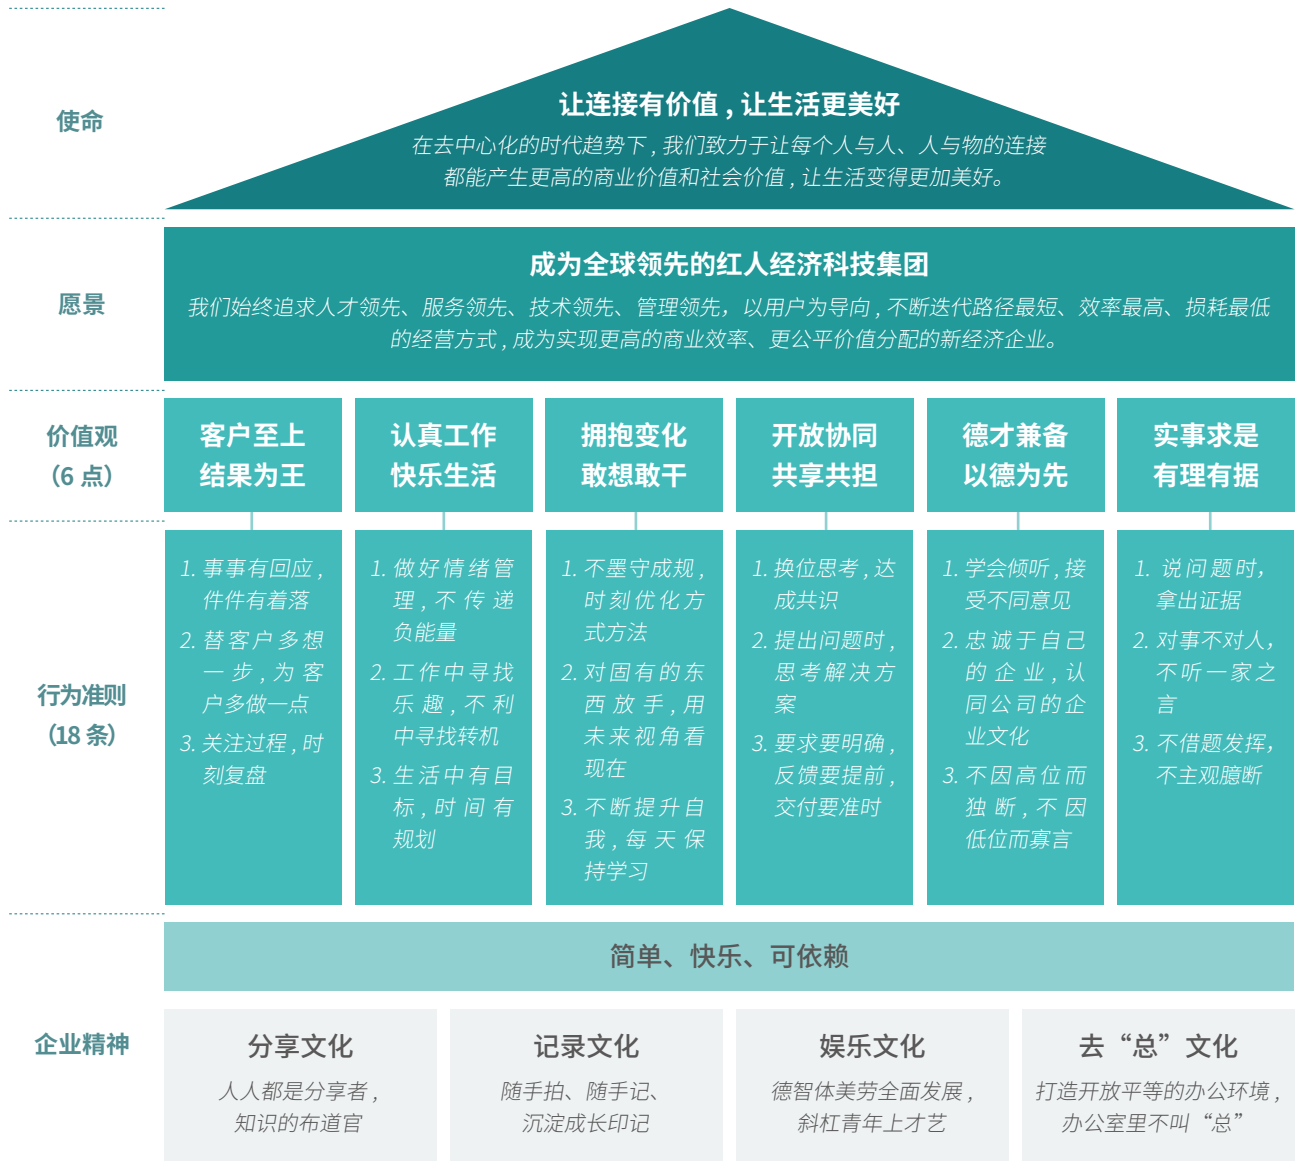 使命
让连接有价值，让生活更美好
在去中心化的时代趋势下，我们致力于让每个人与人、人与物的连接
都能产生更高的商业价值和社会价值，让生活变得更加美好。
愿景
成为全球领先的红人经济科技集团
我们始终追求人才领先、服务领先、技术领先、管理领先，以用户为导向，不断迭代路径最短、效率最高、损耗最低
的经营方式，成为实现更高的商业效率、更公平价值分配的新经济企业。
价值观
（6 点）
客户至上
结果为王
认真工作
快乐生活
拥抱变化
敢想敢干
开放协同
共享共担
德才兼备
以德为先
实事求是
有理有据
行为准则
（18 条）
1. 事事有回应，
件件有着落
2. 替客户多想
一步，为客
户多做一点
3. 关注过程，时
刻复盘
1. 做好情绪管
理，不传递
负能量
2. 工作中寻找
乐趣，不利
中寻找转机
3. 生活中有目
标，时间有
规划
1. 不墨守成规，
时刻优化方
式方法
2. 对固有的东
西放手，用
未来视角看
现在
3. 不断提升自
我，每天保
持学习
1. 换位思考，达
成共识
2. 提出问题时，
思考解决方
案
3. 要求要明确，
反馈要提前，
交付要准时
1. 学会倾听，接
受不同意见
2. 忠诚于自己
的企业，认
同公司的企
业文化
3. 不因高位而
独断，不因
低位而寡言
1. 说问题时，
拿出证据
2. 对事不对人，
不听一家之
言
3. 不借题发挥，
不主观臆断
企业精神
简单、快乐、可依赖
分享文化
人人都是分享者，
知识的布道官
记录文化
随手拍、随手记、
沉淀成长印记
娱乐文化
德智体美劳全面发展，
斜杠青年上才艺
去“总”文化
打造开放平等的办公环境，
办公室里不叫“总”